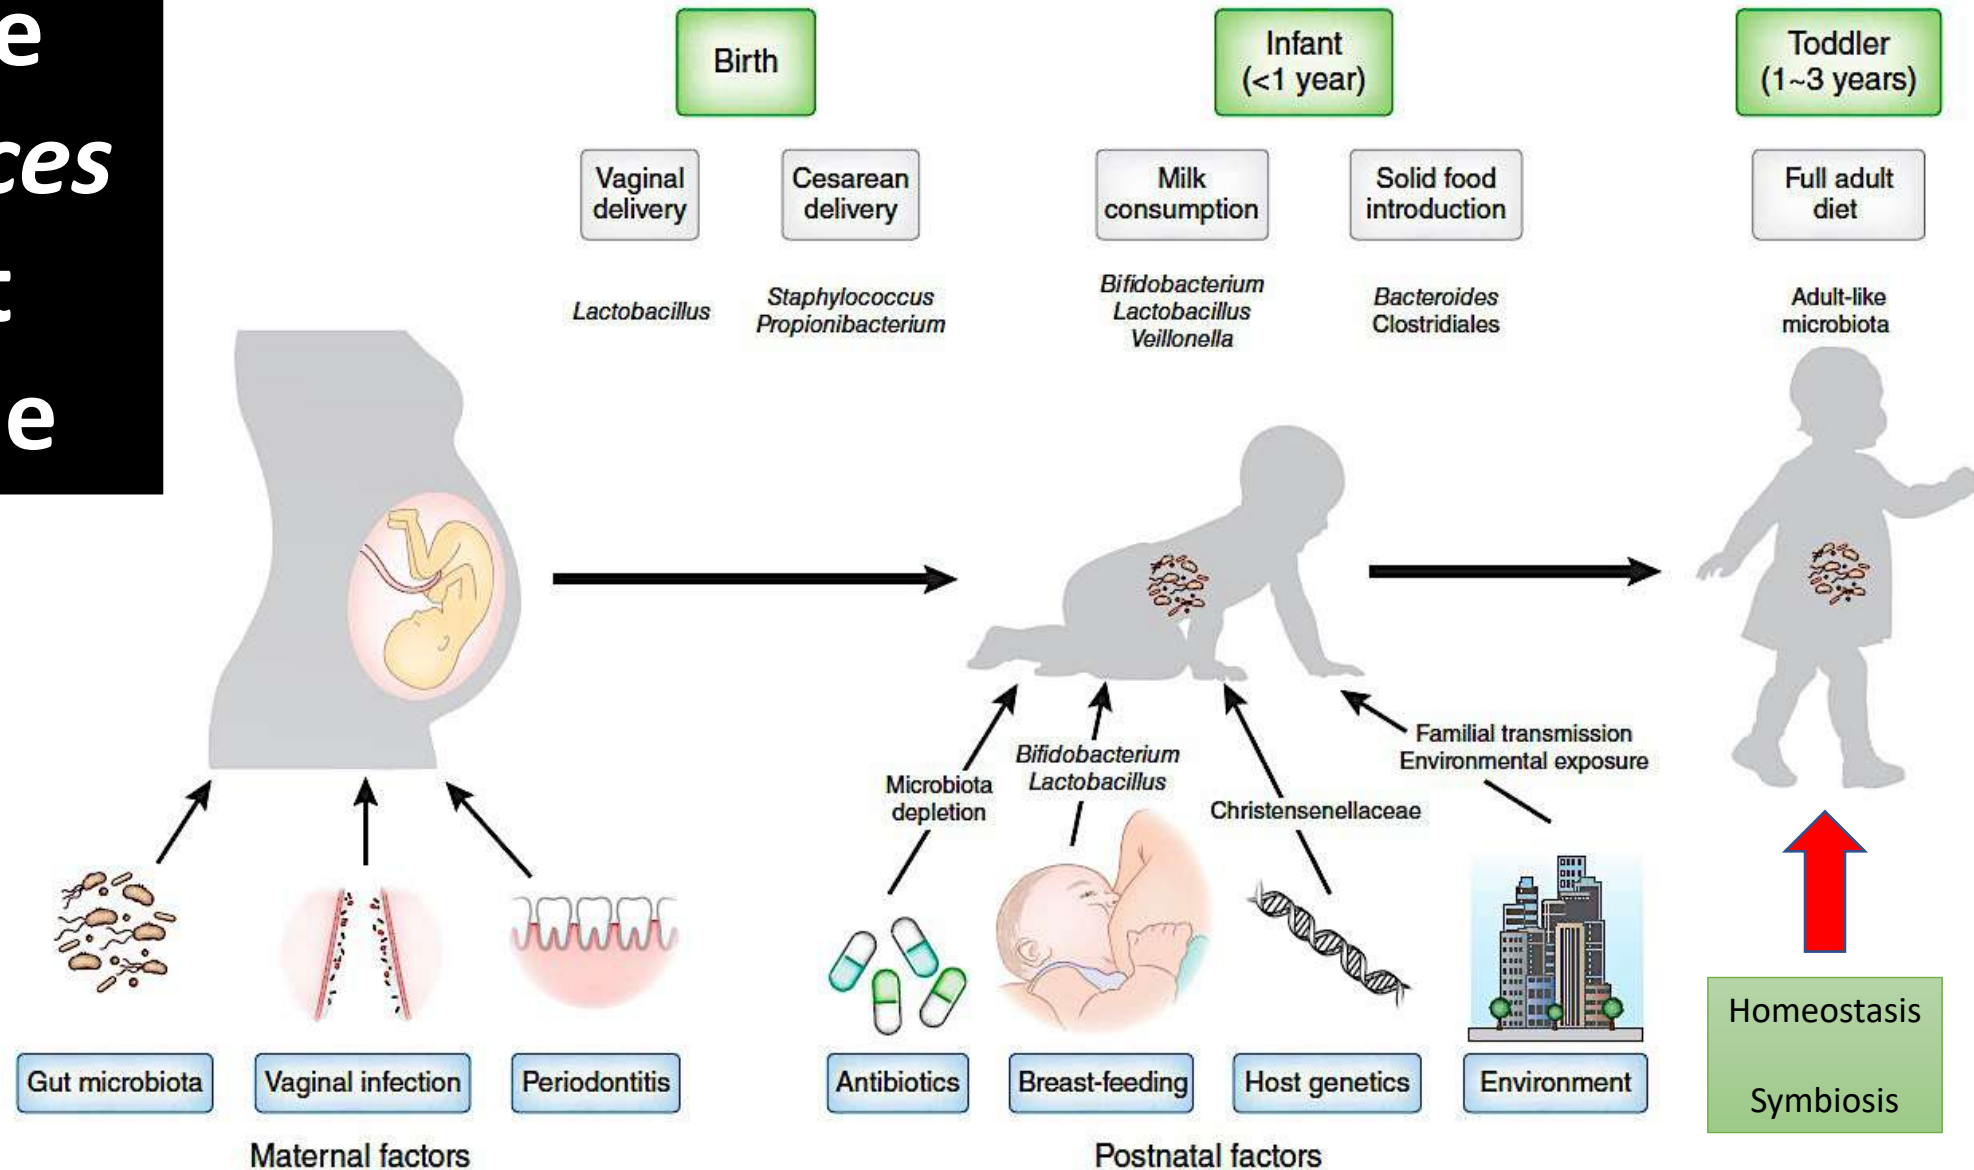 e
ces
t
e
Birth
Infant
(<1 year)
Toddler
(1~3 years)
Vaginal
delivery
Cesarean
delivery
Milk
consumption
Solid food
introduction
Full adult
diet
Lactobacillus
Staphylococcus
Propionibacterium
Bifidobacterium
Lactobacillus
Veillonella
Bacteroides
Clostridiales
Adult-like
microbiota
Microbiota
depletion
Bifidobacterium
Lactobacillus
Christensenellaceae
Familial transmission
Environmental exposure
Gut microbiota
Vaginal infection
Periodontitis
Antibiotics
Breast-feeding
Host genetics
Environment
Homeostasis
Symbiosis
Maternal factors
Postnatal factors